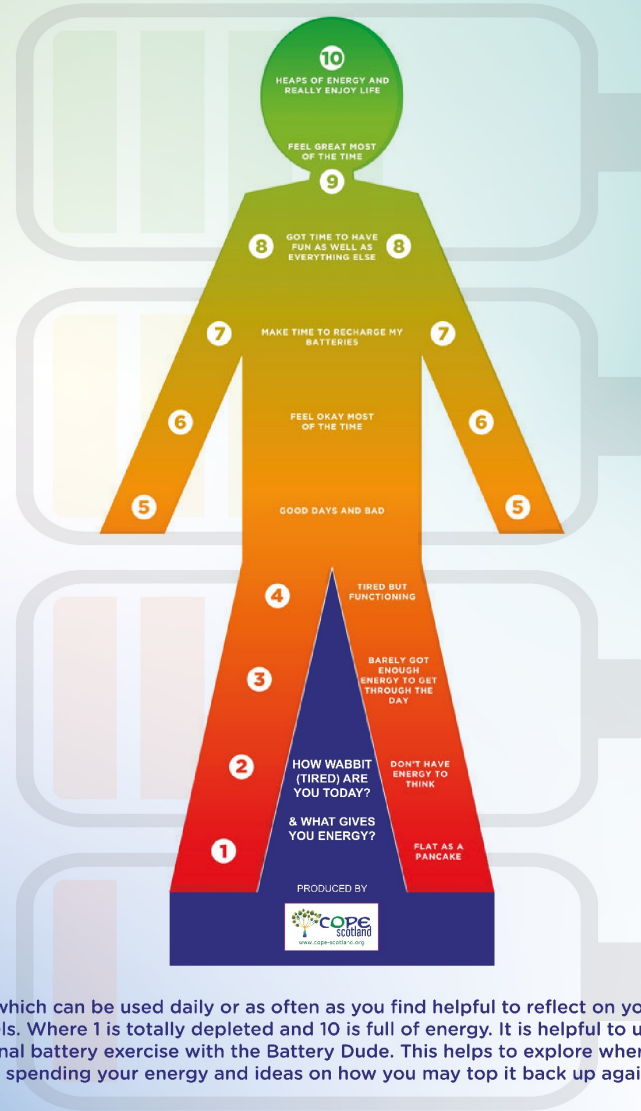 10
HEAPS OF ENERGY AND
REALLY ENJOY LIFE
FEEL GREAT MOST
OF THE TIME
9
8
GOT TIME TO HAVE
FUN AS WELL AS
EVERYTHING ELSE
8
7
MAKE TIME TO RECHARGE MY
BATTERIES
7
6
FEEL OKAY MOST
OF THE TIME
6
5
GOOD DAYS AND BAD
5
4
TIRED BUT
FUNCTIONING
3
BARELY GOT
ENOUGH
ENERGY TO GET
THROUGH THE
DAY
2
DON'T HAVE
ENERGY TO
THINK
1
FLAT AS A
PANCAKE
HOW WABBIT
(TIRED) ARE
YOU TODAY?
& WHAT GIVES
YOU ENERGY?
PRODUCED BY
COPE
scotland
www.cope-scotland.org
which can be used daily or as often as you find helpful to reflect on yo
ls. Where 1 is totally depleted and 10 is full of energy. It is helpful to u
nal battery exercise with the Battery Dude. This helps to explore wher
spending your energy and ideas on how you may top it back up agai